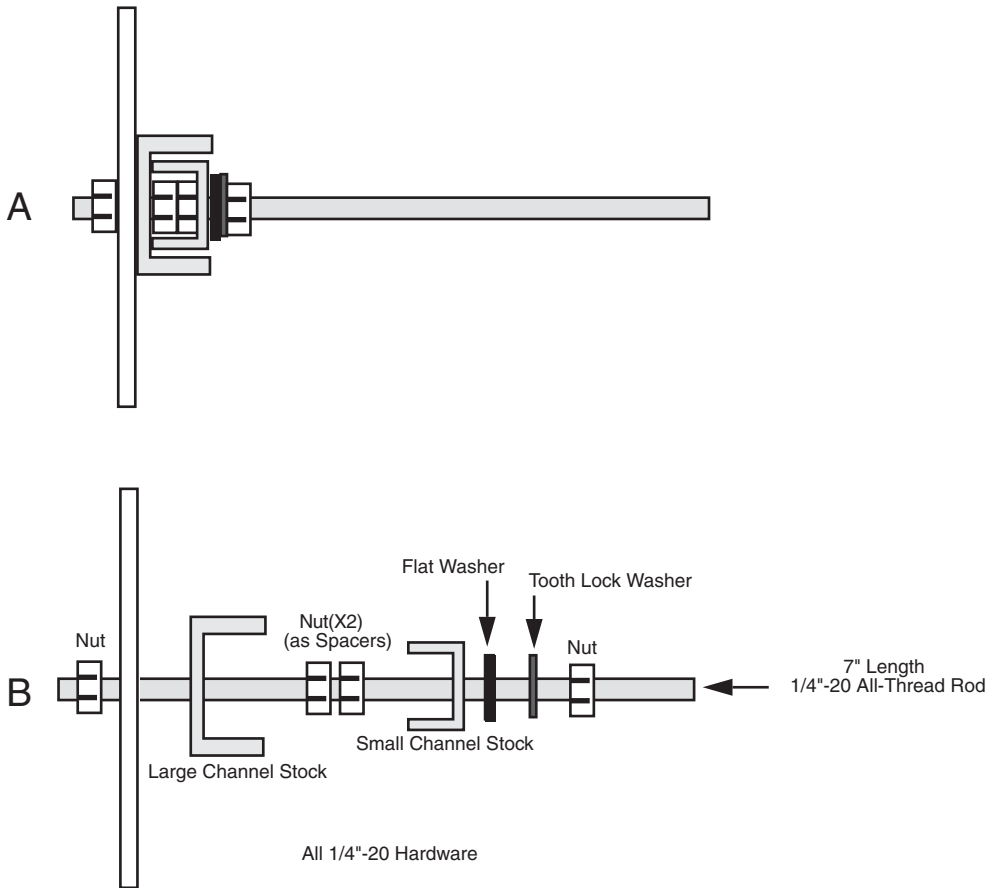 A
Flat Washer
Tooth Lock Washer
Nut
Nut(X2)
(as Spacers)
Nut
B
7" Length
1/4"-20 All-Thread Rod
Small Channel Stock
Large Channel Stock
All 1/4"-20 Hardware